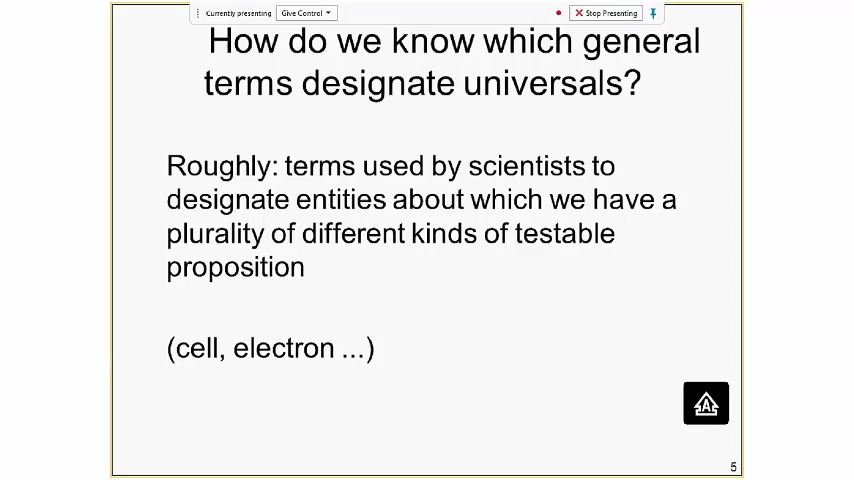 Currently presenting Give Control Stop Presenting
How do we know which general
terms designate universals?
Roughly: terms used by scientists to
designate entities about which we have a
plurality of different kinds of testable
proposition
(cell, electron ...)
A
5